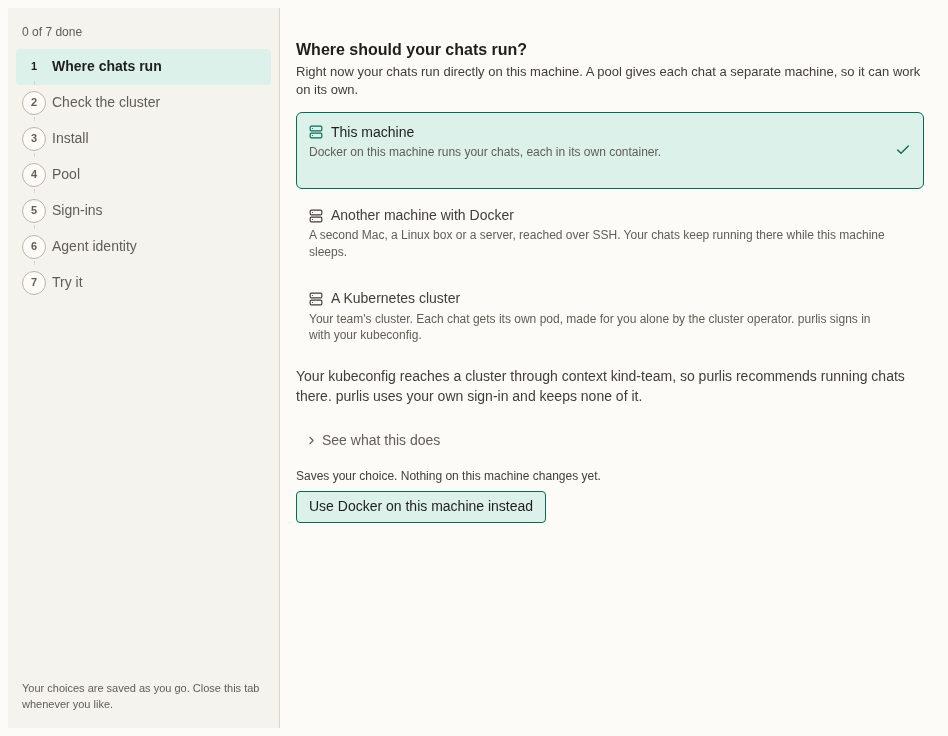 0 of 7 done
1 Where chats run
2 Check the cluster
3 Install
4 Pool
5 Sign-ins
6 Agent identity
7 Try it
Your choices are saved as you go. Close this tab
whenever you like.
Where should your chats run?
Right now your chats run directly on this machine. A pool gives each chat a separate machine, so it can work
on its own.
This machine
Docker on this machine runs your chats, each in its own container.
Another machine with Docker
A second Mac, a Linux box or a server, reached over SSH. Your chats keep running there while this machine
sleeps.
A Kubernetes cluster
Your team's cluster. Each chat gets its own pod, made for you alone by the cluster operator. purlis signs in
with your kubeconfig.
Your kubeconfig reaches a cluster through context kind-team, so purlis recommends running chats
there. purlis uses your own sign-in and keeps none of it.
See what this does
Saves your choice. Nothing on this machine changes yet.
Use Docker on this machine instead